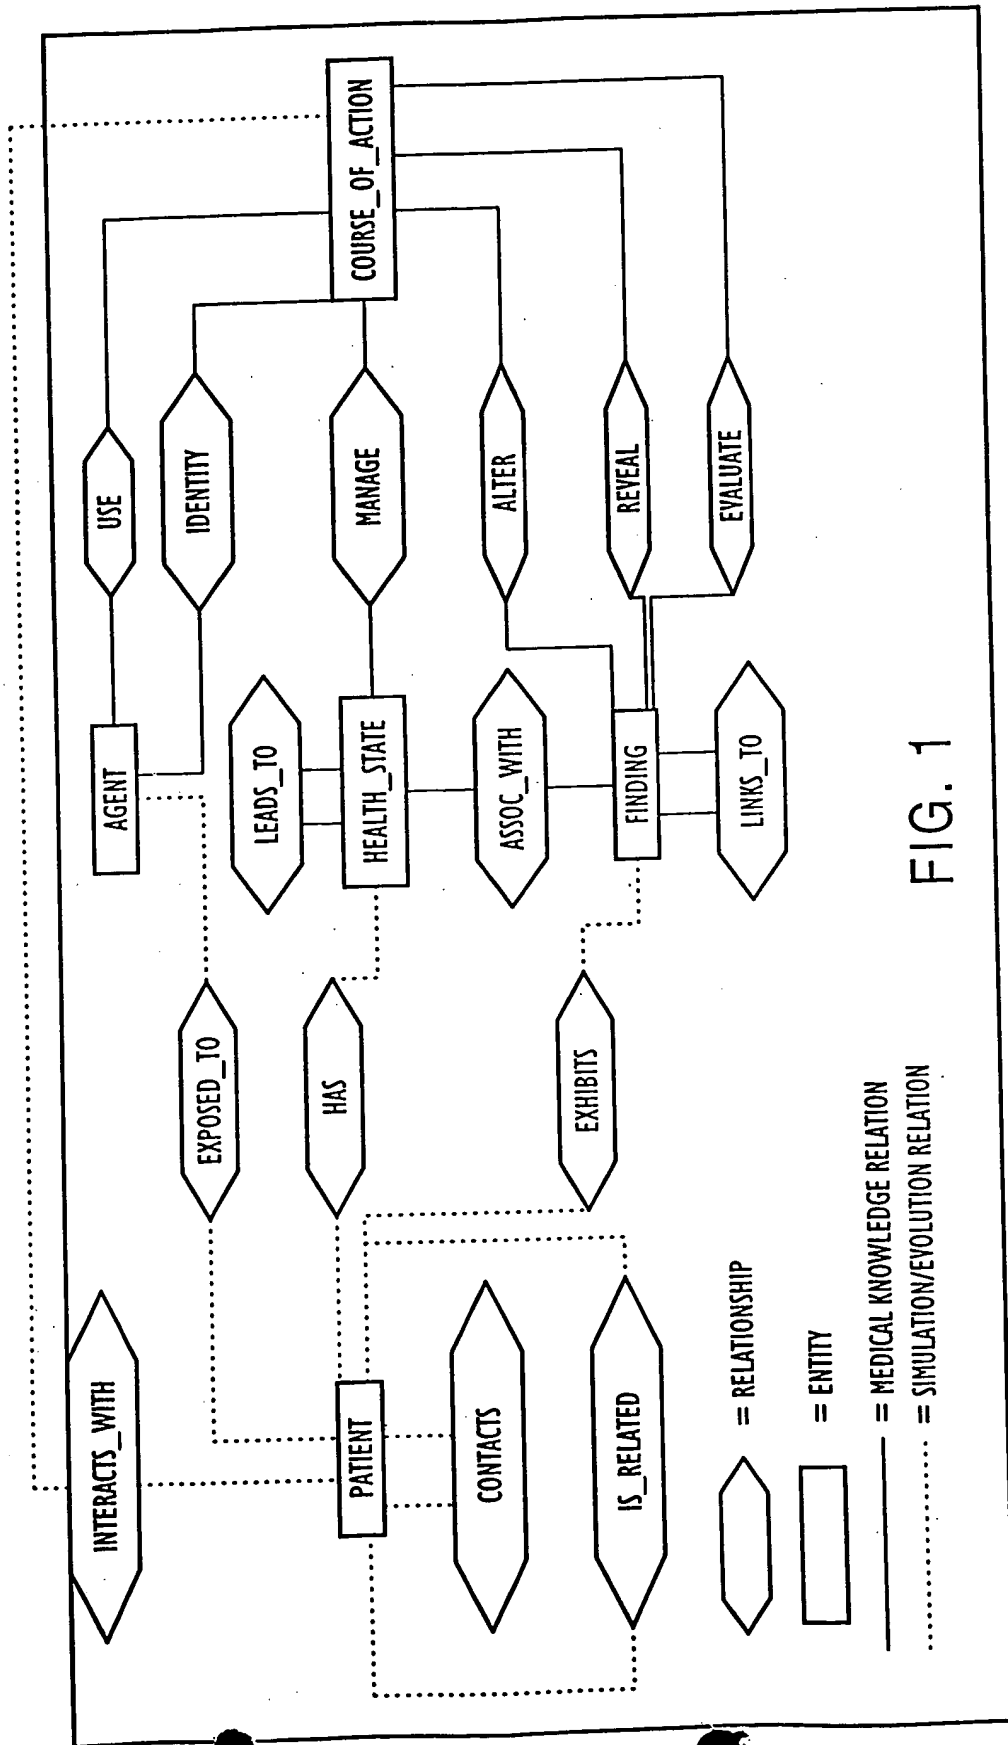 INTERACTS_WITH
USE
AGENT
IDENTITY
EXPOSED_TO
LEADS_TO
COURSE_OF_ACTION
PATIENT
HAS
HEALTH_STATE
MANAGE
CONTACTS
ASSOC_WITH
ALTER
IS_RELATED
EXHIBITS
FINDING
REVEAL
LINKS_TO
EVALUATE
= RELATIONSHIP
= ENTITY
= MEDICAL KNOWLEDGE RELATION
= SIMULATION/EVOLUTION RELATION
FIG. 1